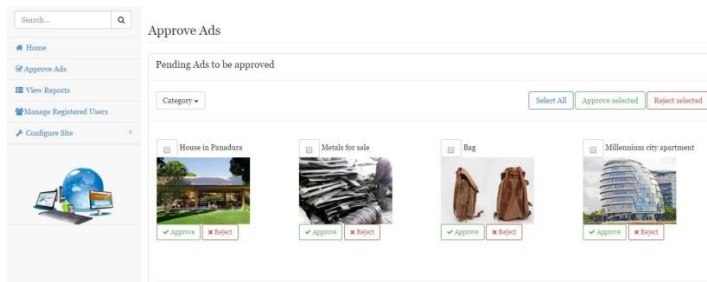 Search...
Approve Ads
Home
Approve Ads
View Reports
Manage Registered Users
Configure Site
Pending Ads to be approved
Category
Select All
Approve selected
Reject selected
House in Panadura
Metals for sale
Bag
Millennium city apartment
Approve
Reject
Approve
Reject
Approve
Reject
Approve
Reject